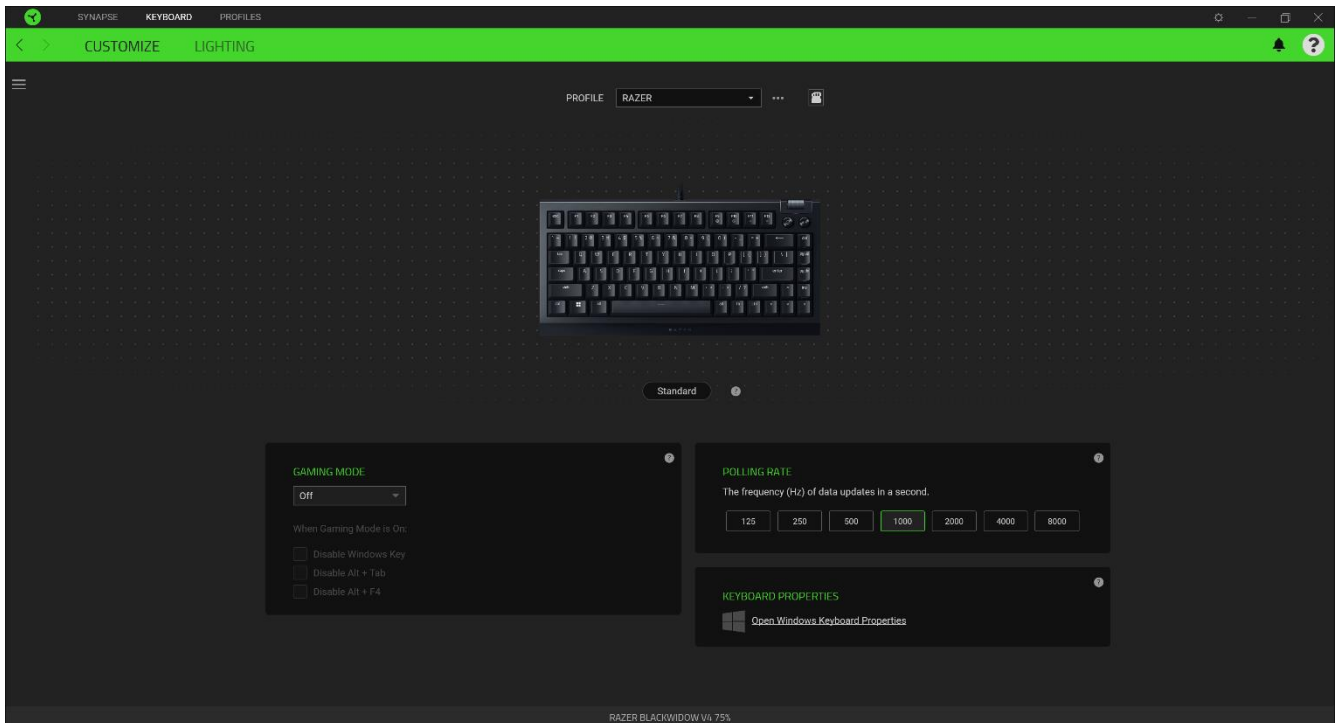 SYNAPSE KEYBOARD PROFILES
CUSTOMIZE LIGHTING
PROFILE RAZER
Standard
GAMING MODE
Off
When Gaming Mode is On:
Disable Windows Key
Disable Alt + Tab
Disable Alt + F4
POLLING RATE
The frequency (Hz) of data updates in a second.
125 250 500 1000 2000 4000 8000
KEYBOARD PROPERTIES
Open Windows Keyboard Properties
RAZER BLACKWIDOW V4 75%